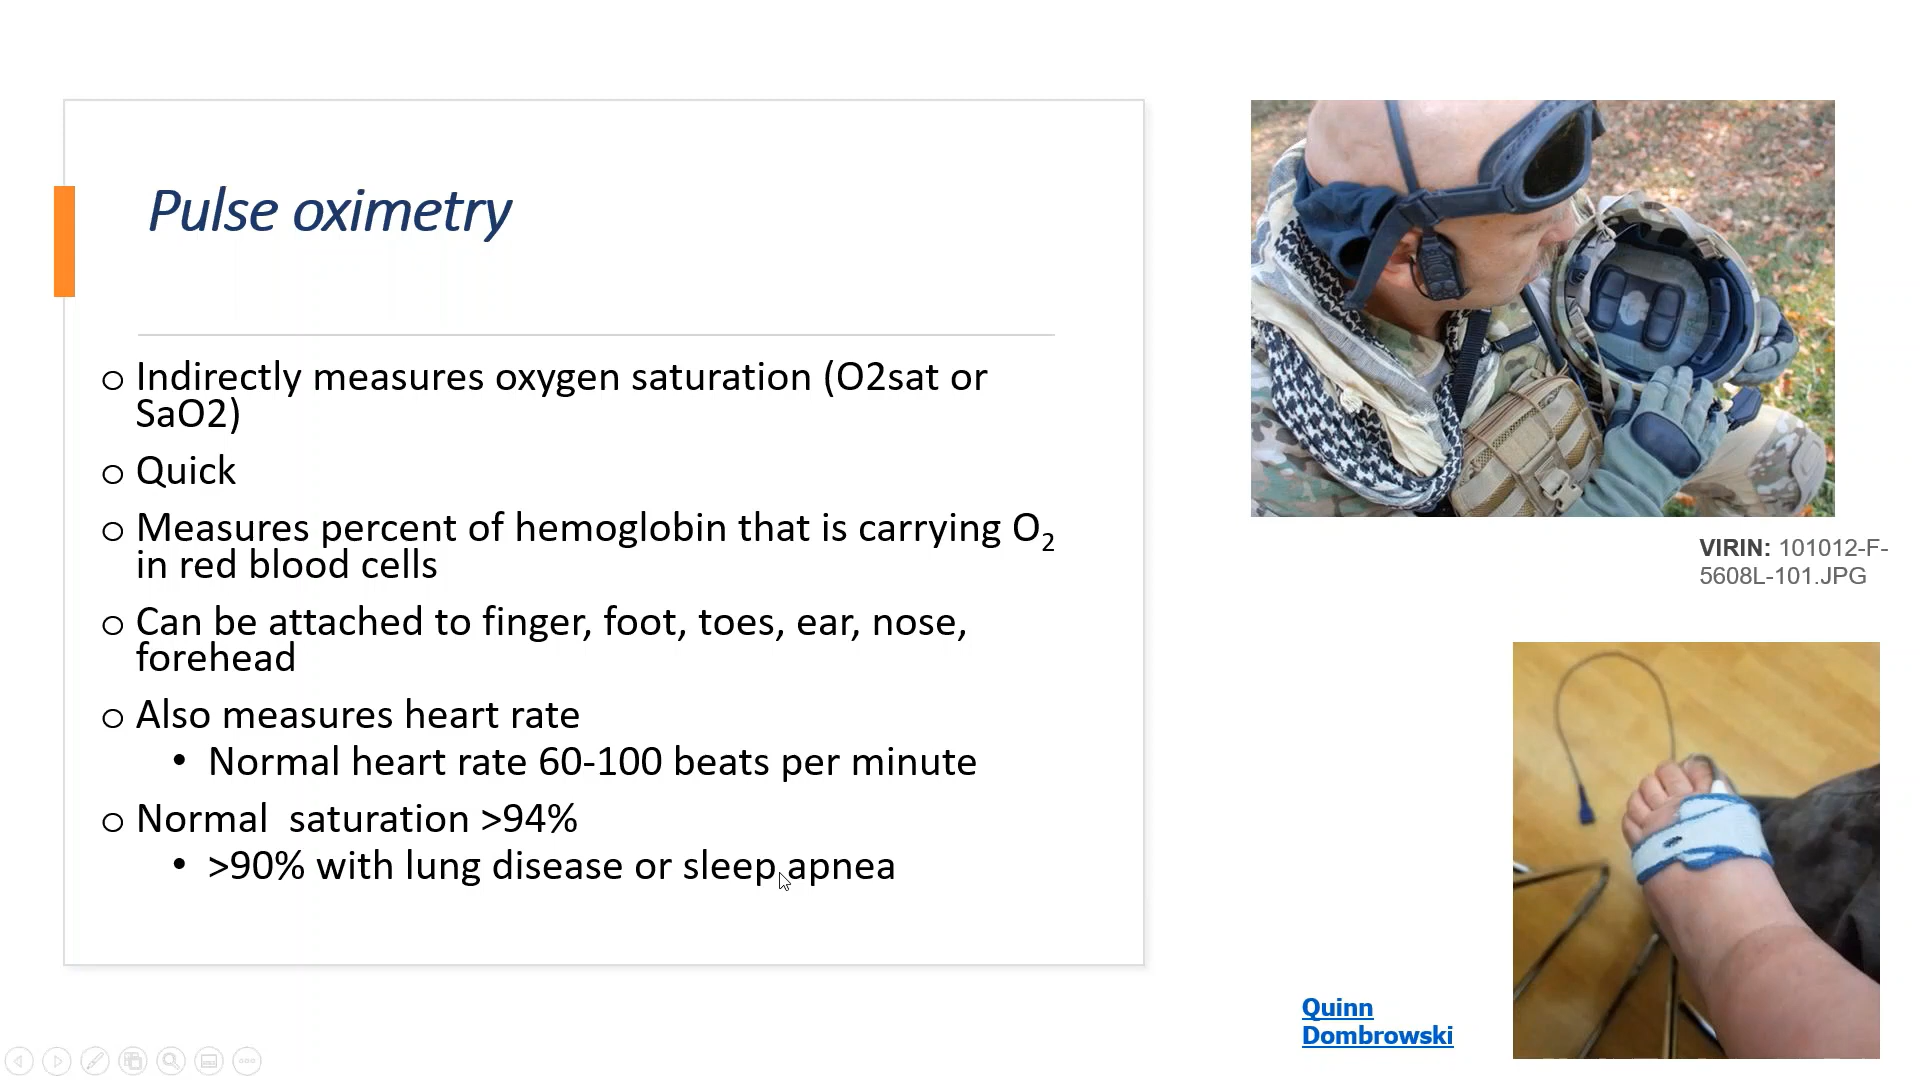 Pulse oximetry
o Indirectly measures oxygen saturation (O2sat or
SaO2)
o Quick
o Measures percent of hemoglobin that is carrying O₂
in red blood cells
o Can be attached to finger, foot, toes, ear, nose,
forehead
o Also measures heart rate
• Normal heart rate 60-100 beats per minute
o Normal  saturation >94%
• >90% with lung disease or sleep apnea
VIRIN: 101012-F-
5608L-101.JPG
Quinn
Dombrowski